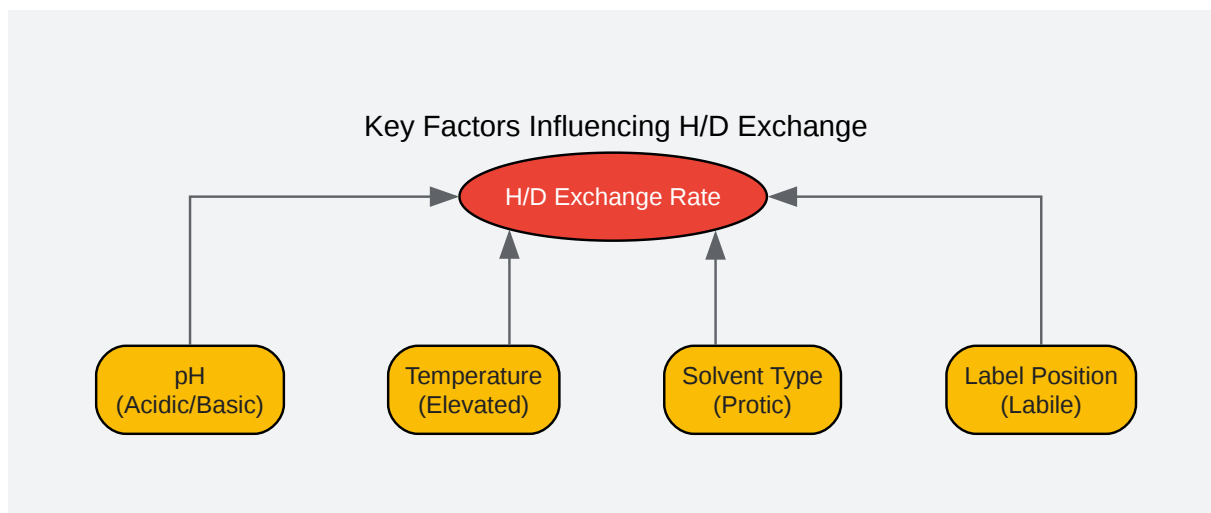 Key Factors Influencing H/D Exchange
H/D Exchange Rate
pH
(Acidic/Basic)
Temperature
(Elevated)
Solvent Type
(Protic)
Label Position
(Labile)